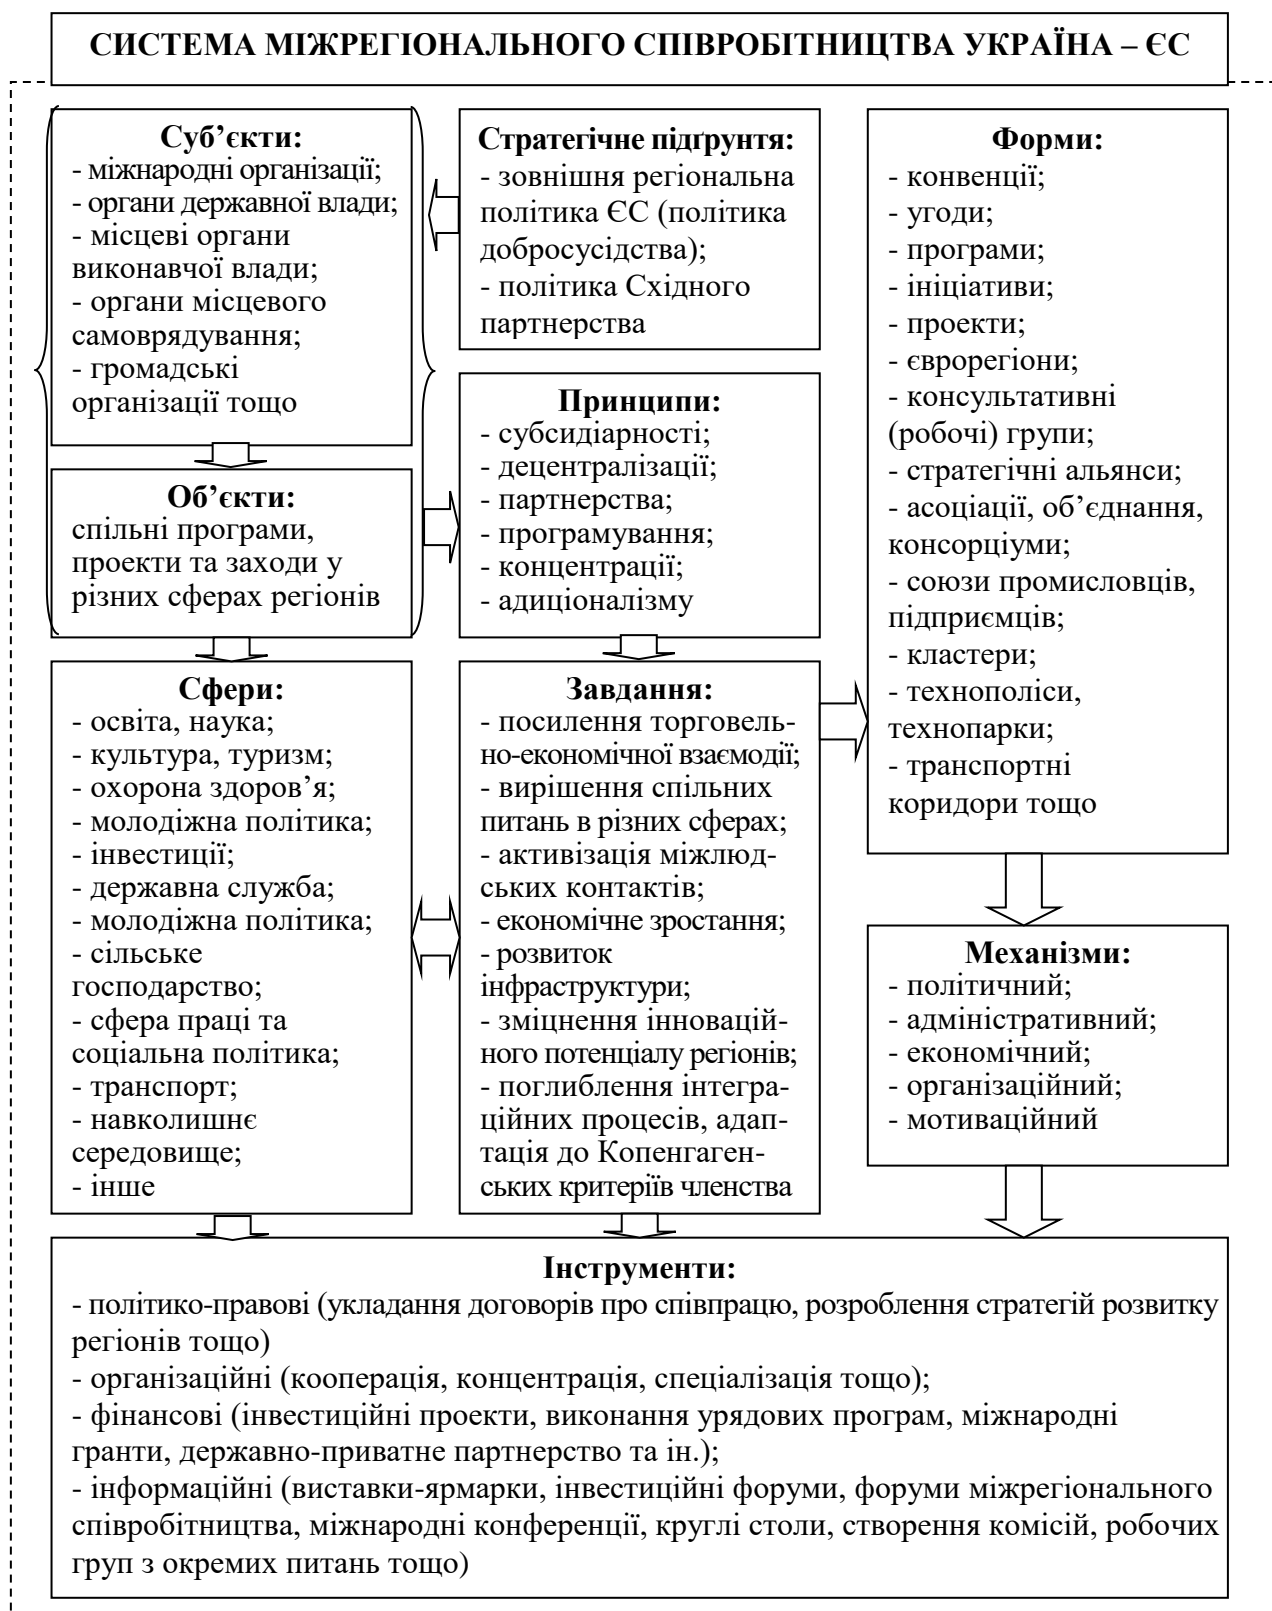 СИСТЕМА МІЖРЕГІОНАЛЬНОГО СПІВРОБІТНИЦТВА УКРАЇНА – ЄС
Суб’єкти:
- міжнародні організації;
- органи державної влади;
- місцеві органи
виконавчої влади;
- органи місцевого
самоврядування;
- громадські
організації тощо
Об’єкти:
спільні програми,
проекти та заходи у
різних сферах регіонів
Сфери:
- освіта, наука;
- культура, туризм;
- охорона здоров’я;
- молодіжна політика;
- інвестиції;
- державна служба;
- молодіжна політика;
- сільське
господарство;
- сфера праці та
соціальна політика;
- транспорт;
- навколишнє
середовище;
- інше
Стратегічне підґрунтя:
- зовнішня регіональна
політика ЄС (політика
добросусідства);
- політика Східного
партнерства
Принципи:
- субсидіарності;
- децентралізації;
- партнерства;
- програмування;
- концентрації;
- адиціоналізму
Завдання:
- посилення торговель-
но-економічної взаємодії;
- вирішення спільних
питань в різних сферах;
- активізація міжлюд-
ських контактів;
- економічне зростання;
- розвиток
інфраструктури;
- зміцнення інновацій-
ного потенціалу регіонів;
- поглиблення інтегра-
ційних процесів, адап-
тація до Копенгаген-
ських критеріїв членства
Форми:
- конвенції;
- угоди;
- програми;
- ініціативи;
- проекти;
- єврорегіони;
- консультативні
(робочі) групи;
- стратегічні альянси;
- асоціації, об’єднання,
консорціуми;
- союзи промисловців,
підприємців;
- кластери;
- технополіси,
технопарки;
- транспортні
коридори тощо
Механізми:
- політичний;
- адміністративний;
- економічний;
- організаційний;
- мотиваційний
Інструменти:
- політико-правові (укладання договорів про співпрацю, розроблення стратегій розвитку
регіонів тощо)
- організаційні (кооперація, концентрація, спеціалізація тощо);
- фінансові (інвестиційні проекти, виконання урядових програм, міжнародні
гранти, державно-приватне партнерство та ін.);
- інформаційні (виставки-ярмарки, інвестиційні форуми, форуми міжрегіонального
співробітництва, міжнародні конференції, круглі столи, створення комісій, робочих
груп з окремих питань тощо)